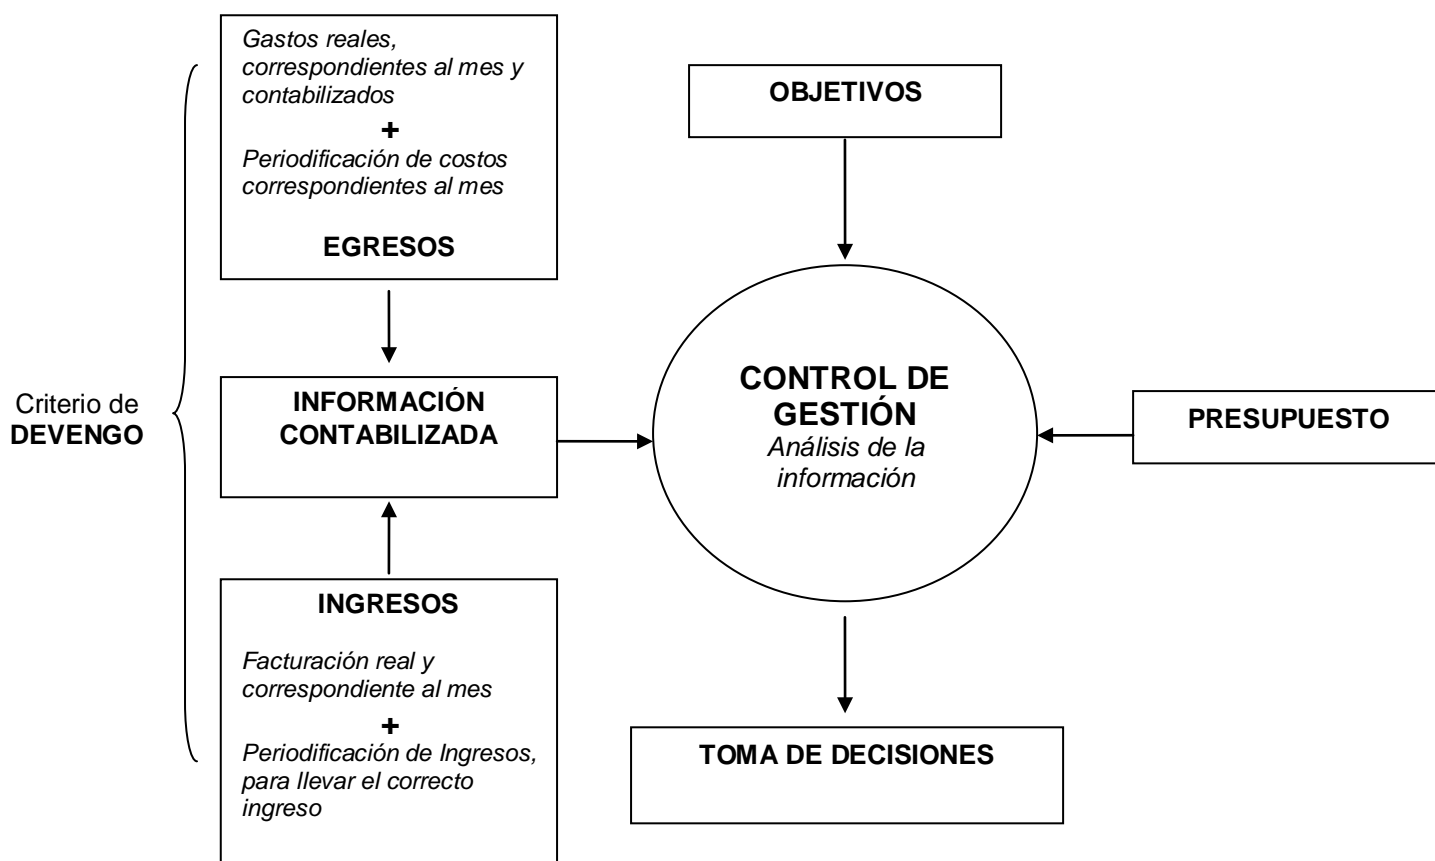 Gastos reales,
correspondientes al mes y
contabilizados
+
Periodificación de costos
correspondientes al mes
EGRESOS
OBJETIVOS
Criterio de
DEVENGO
INFORMACIÓN
CONTABILIZADA
CONTROL DE
GESTIÓN
Análisis de la
información
PRESUPUESTO
INGRESOS
Facturación real y
correspondiente al mes
+
Periodificación de Ingresos,
para llevar el correcto
ingreso
TOMA DE DECISIONES